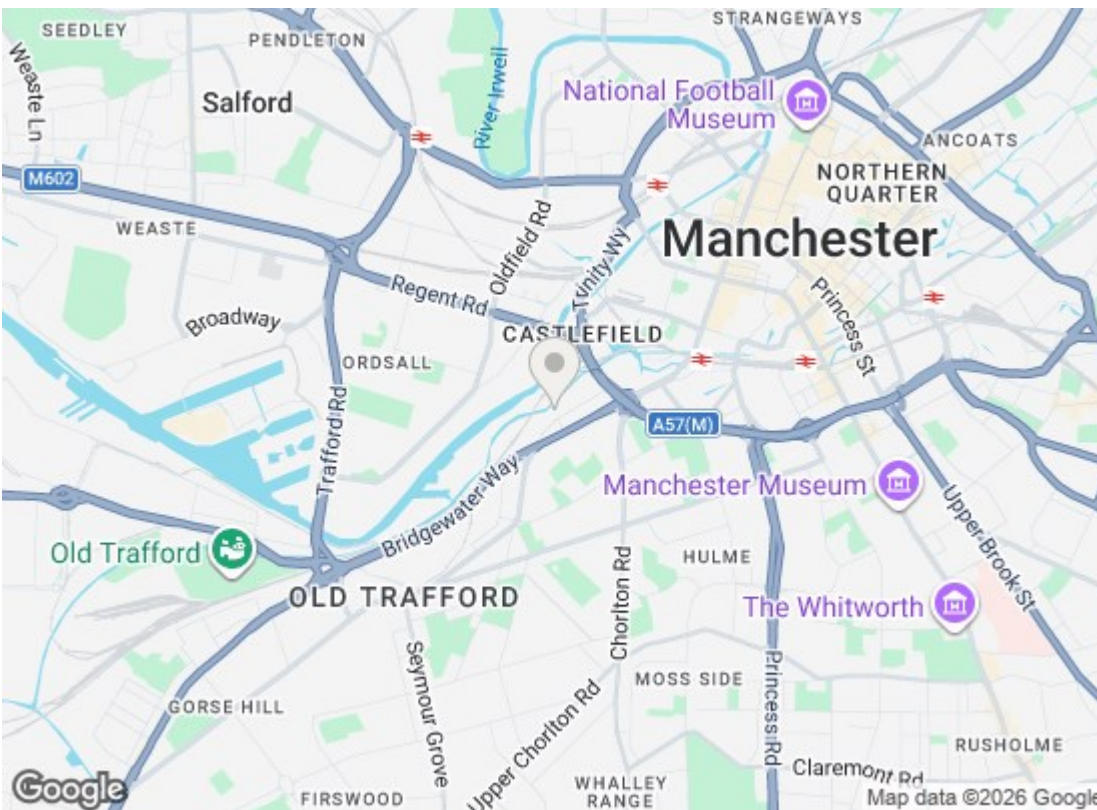 STRANGEWAYS
SEEDLEY
PENDLETON
Weaste Ln
River Irwell
National Football
Museum
Salford
ANCOATS
M602
NORTHERN
QUARTER
WEASTE
Oldfield Rd
Trinity Wy
Manchester
Regent Rd
Princess St
Broadway
CASTLEFIELD
ORDSALL
Trafford Rd
A57(M)
Bridgewater Way
Manchester Museum
Upper Brook St
Old Trafford
HULME
OLD TRAFFORD
Chorlton Rd
The Whitworth
Seymour Grove
MOSS SIDE
Princess Rd
GORSE HILL
Upper Chorlton Rd
RUSHOLME
Claremont Rd
WHALLEY
RANGE
FIRSWOOD
Google
Map data ©2026 Google